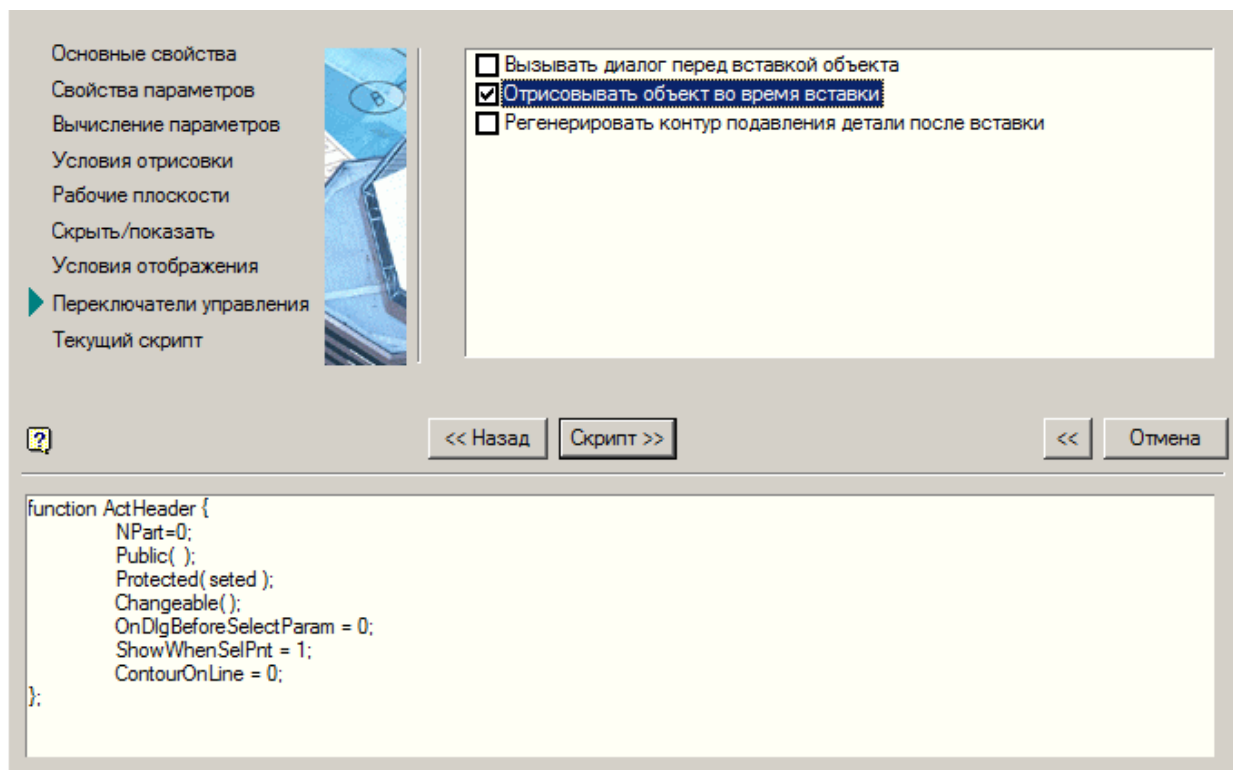 Основные свойства
Свойства параметров
Вычисление параметров
Условия отрисовки
Рабочие плоскости
Скрыть/показать
Условия отображения
Переключатели управления
Текущий скрипт
Вызывать диалог перед вставкой объекта
Отрисовывать объект во время вставки
Регенерировать контур подавления детали после вставки
? << Назад Скрипт >> << Отмена
function ActHeader {
NPart=0;
Public( );
Protected( seted );
Changeable( );
OnDlgBeforeSelectParam = 0;
ShowWhenSelPnt = 1;
ContourOnLine = 0;
};